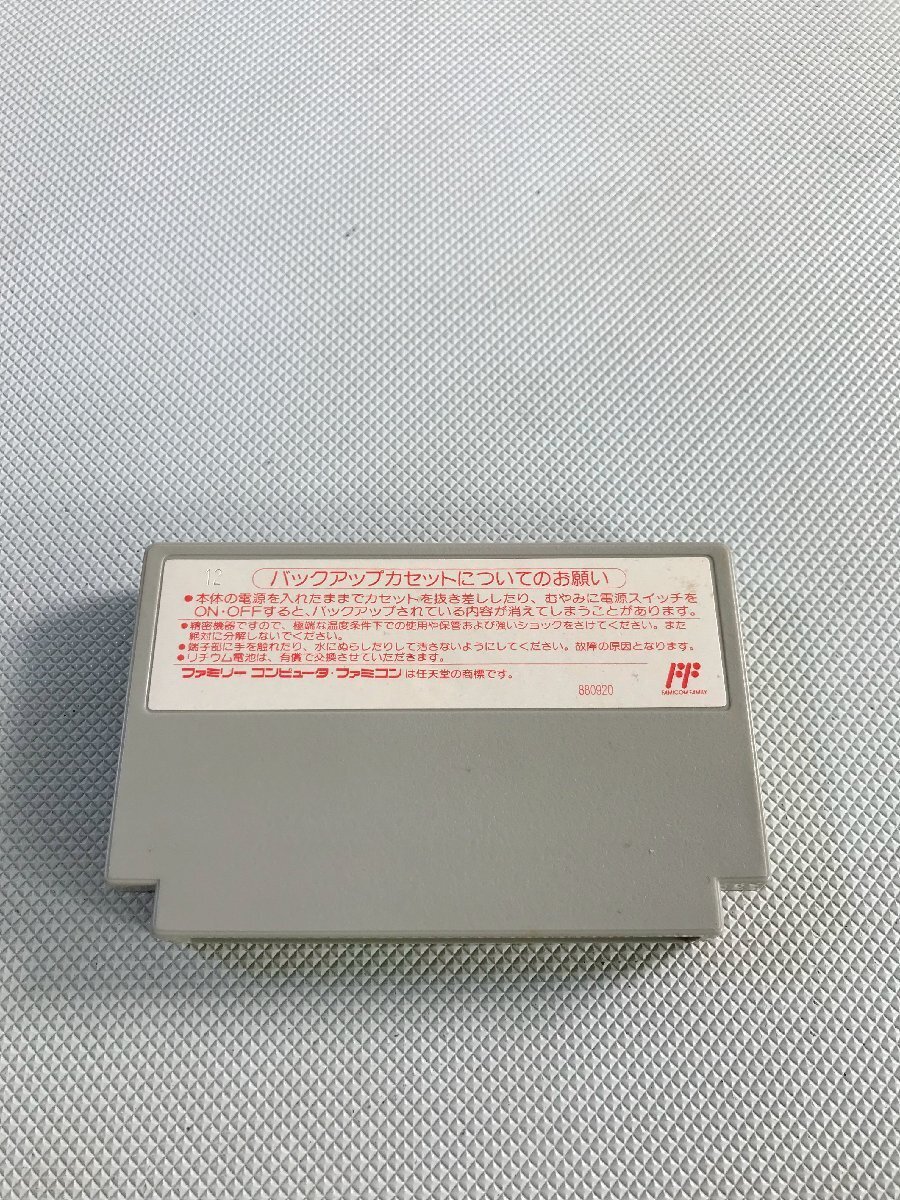 12
バックアップカセットについてのお願い
●本体の電源を入れたままでカセットを抜き差ししたり、むやみに電源スイッチを
ON・OFFすると、バックアップされている内容が消えてしまうことがあります。
●精密機器ですので、極端な温度条件下での使用や保管および強いショックをさけてください。また
絶対に分解しないでください。
●端子部に手を触れたり、水にぬらしたりして汚さないようにしてください。故障の原因となります。
●リチウム電池は、有償で交換させていただきます。
ファミリーコンピュータ・ファミコンは任天堂の商標です。
880920
FAMICOM FAMILY